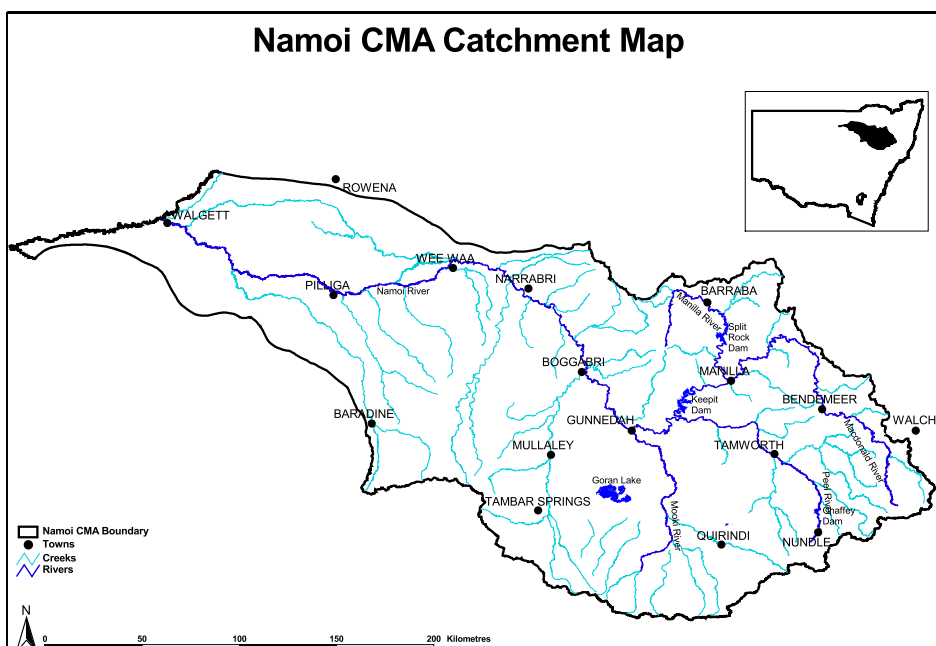 Namoi CMA Catchment Map
ROWENA
WALGETT
WEE WAA
NARRABRI
PILLIGA
Namoi River
BARRABA
Manilla River
Split
Rock
Dam
BOGGABRI
MANILLA
Keepit
Dam
BENDEMEER
BARADINE
GUNNEDAH
WALCH
MULLALEY
TAMWORTH
Macdonald River
Goran Lake
Peel River
TAMBAR SPRINGS
Mooki River
Chaffey
Dam
QUIRINDI
NUNDLE
Namoi CMA Boundary
Towns
Creeks
Rivers
N
0 50 100 150 200 Kilometres